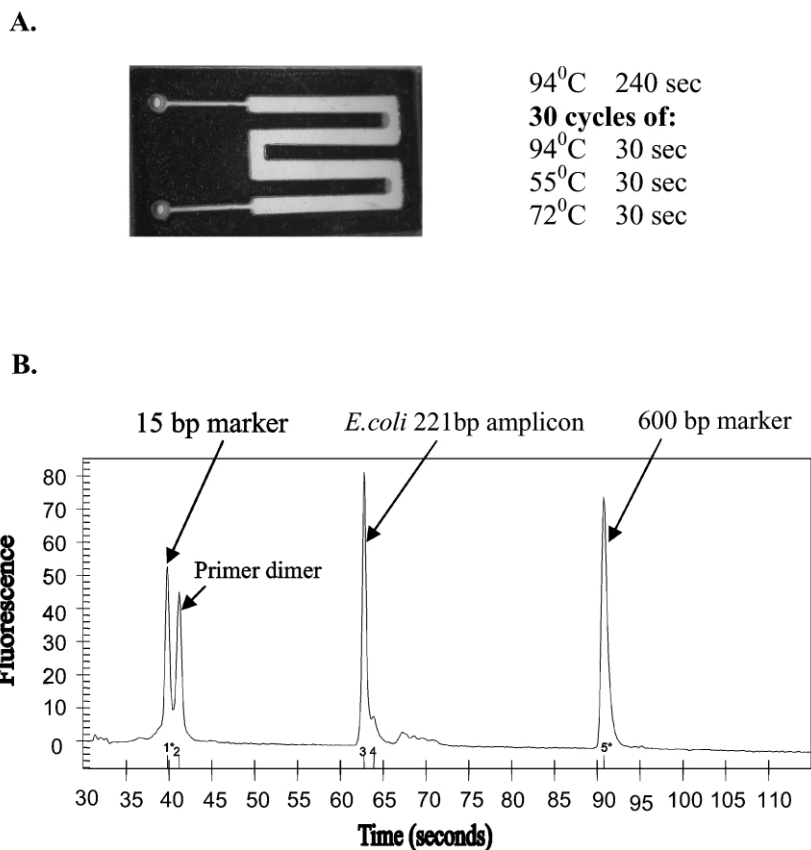 A.
94⁰C 240 sec
30 cycles of:
94⁰C 30 sec
55⁰C 30 sec
72⁰C 30 sec
B.
15 bp marker
E.coli 221bp amplicon
600 bp marker
Primer dimer
Fluorescence
80
70
60
50
40
30
20
10
0
1* 2
3 4
5*
30 35 40 45 50 55 60 65 70 75 80 85 90 95 100 105 110
Time (seconds)